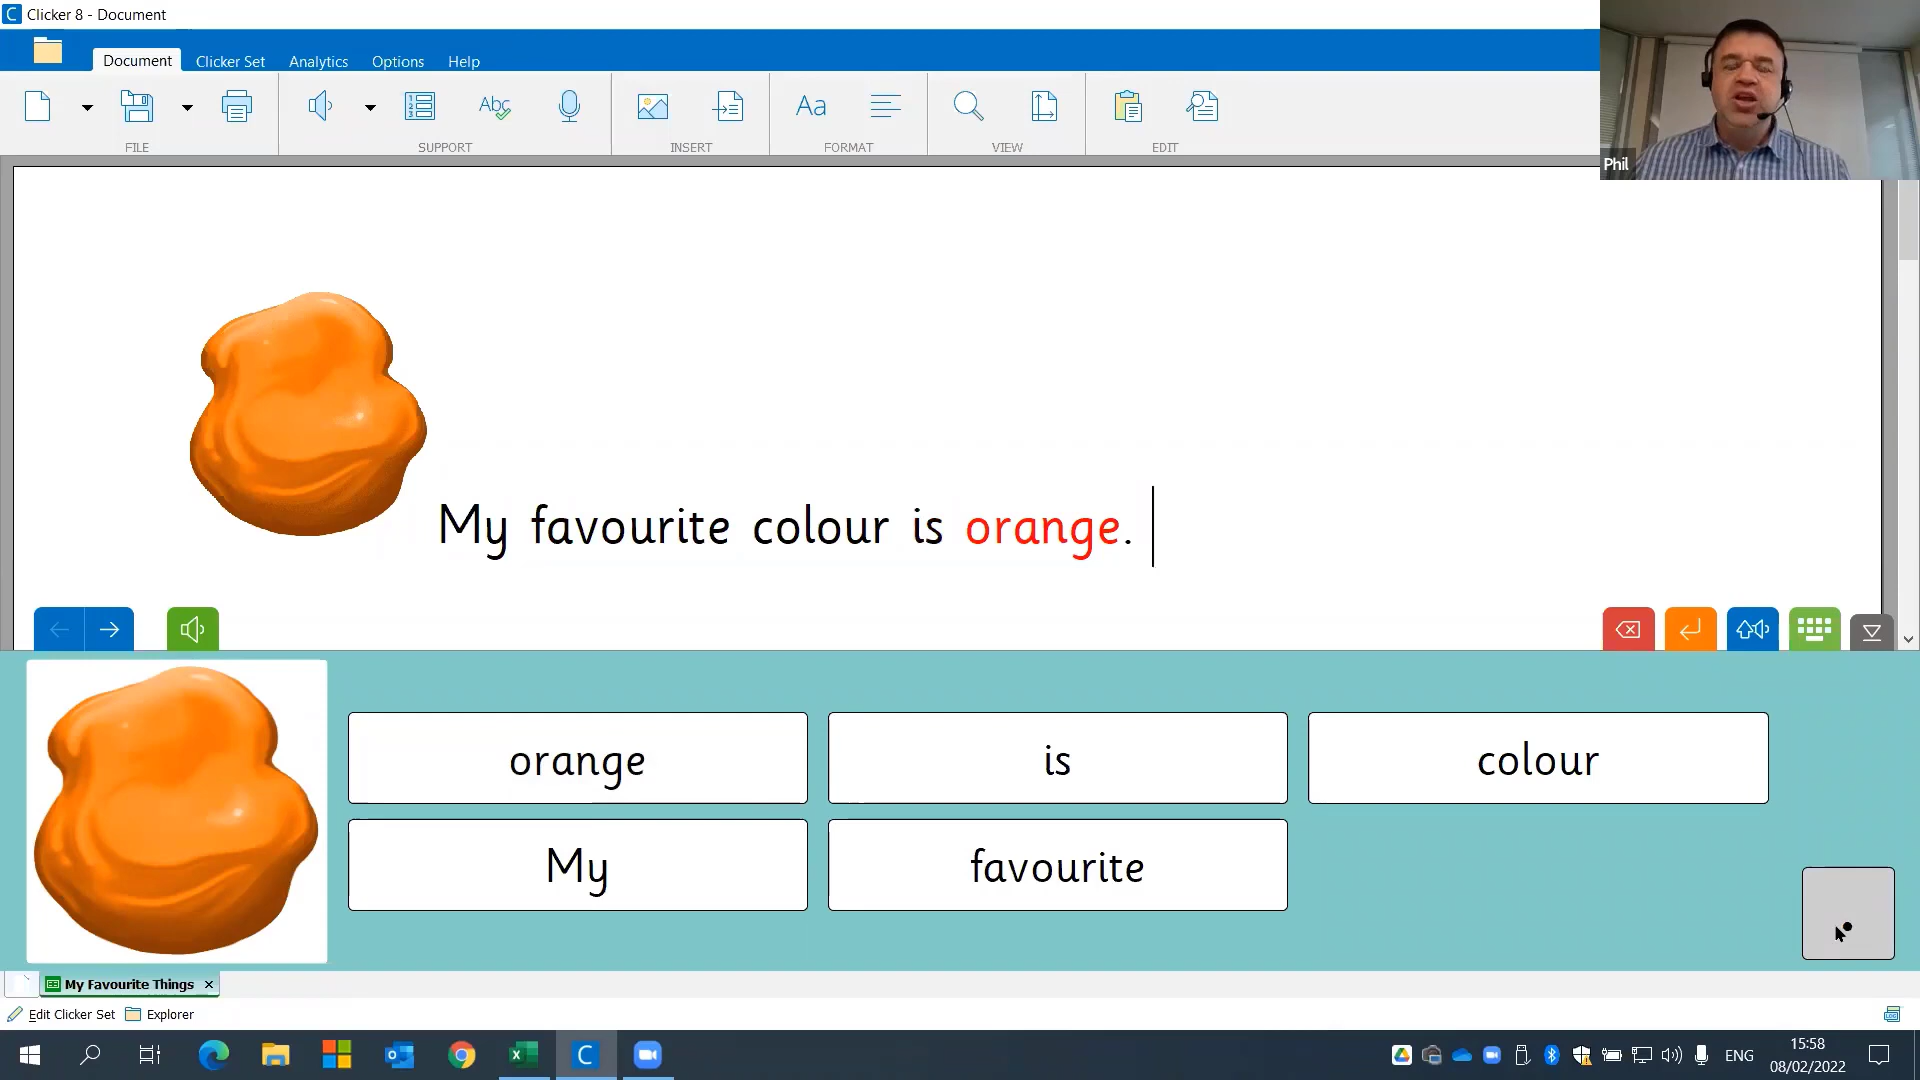 Clicker 8 - Document
Document Clicker Set Analytics Options Help
Abc
Aa
FILE SUPPORT INSERT FORMAT VIEW EDIT
Phil
My favourite colour is orange.
orange is colour
My favourite
.
My Favourite Things
Edit Clicker Set Explorer
ENG
15:58
08/02/2022